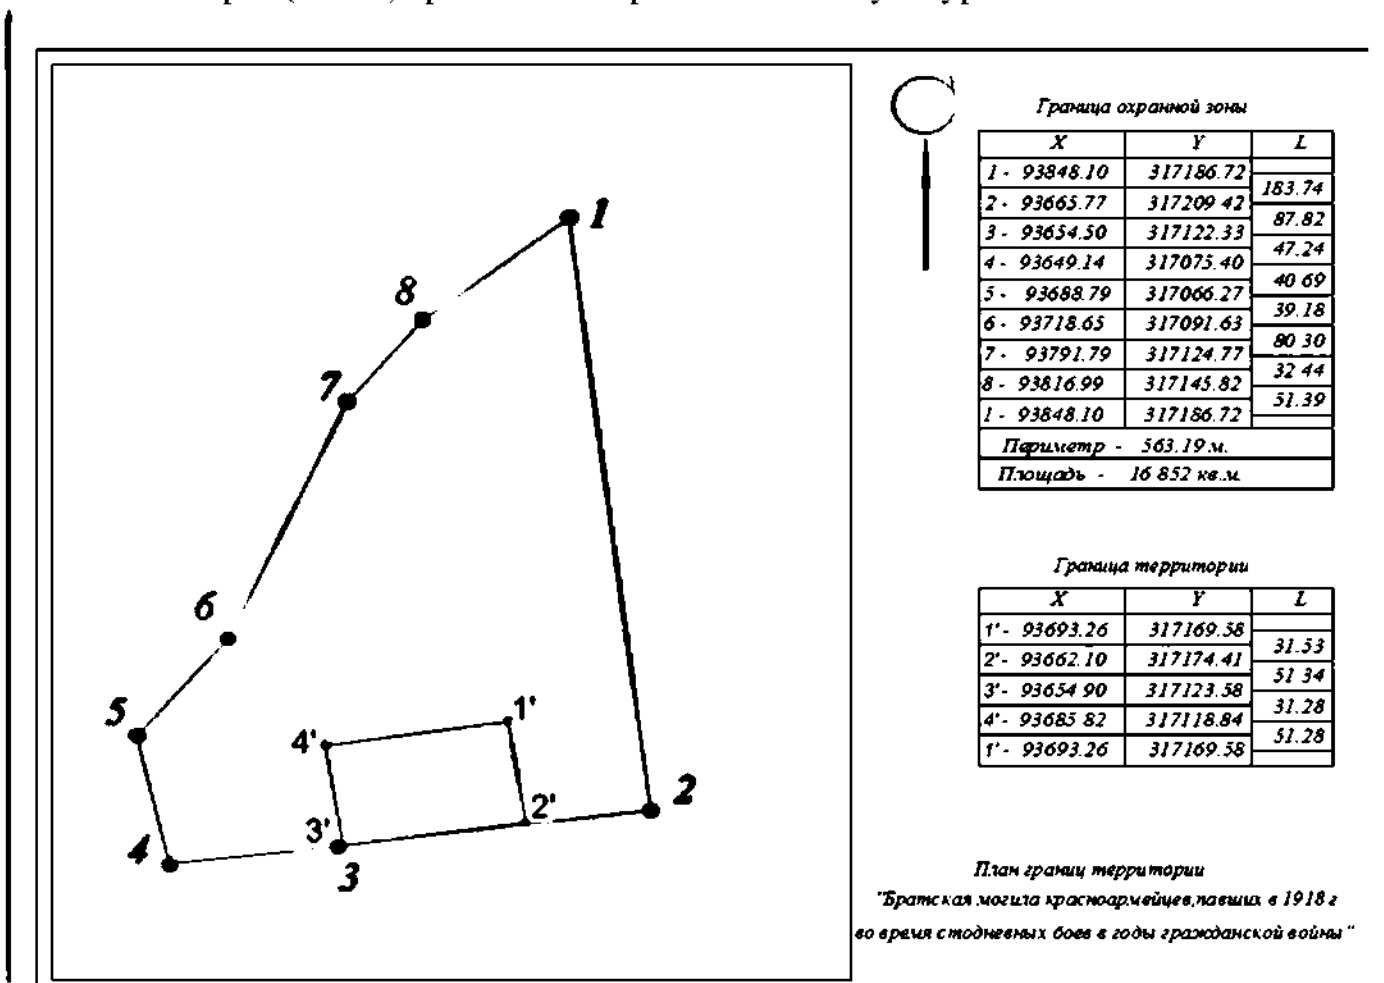 1
8
7
6
5
4'
1'
2'
3'
2
4
3
Граница охранной зоны
X Y L
1 - 93848.10 317186.72
183.74
2 - 93665.77 317209 42
87.82
3 - 93654.50 317122.33
47.24
4 - 93649.14 317075.40
40 69
5 - 93688.79 317066.27
39.18
6 - 93718.65 317091.63
80 30
7 - 93791.79 317124.77
32 44
8 - 93816.99 317145.82
51.39
1 - 93848.10 317186.72
Периметр - 563.19 м.
Площадь - 16 852 кв.м.
Граница территории
X Y L
1' - 93693.26 317169.58
31.53
2' - 93662.10 317174.41
51 34
3' - 93654 90 317123.58
31.28
4' - 93685 82 317118.84
51.28
1' - 93693.26 317169.58
План границ территории
"Братская могила красноармейцев,павших в 1918 г
во время стодневных боев в годы гражданской войны "